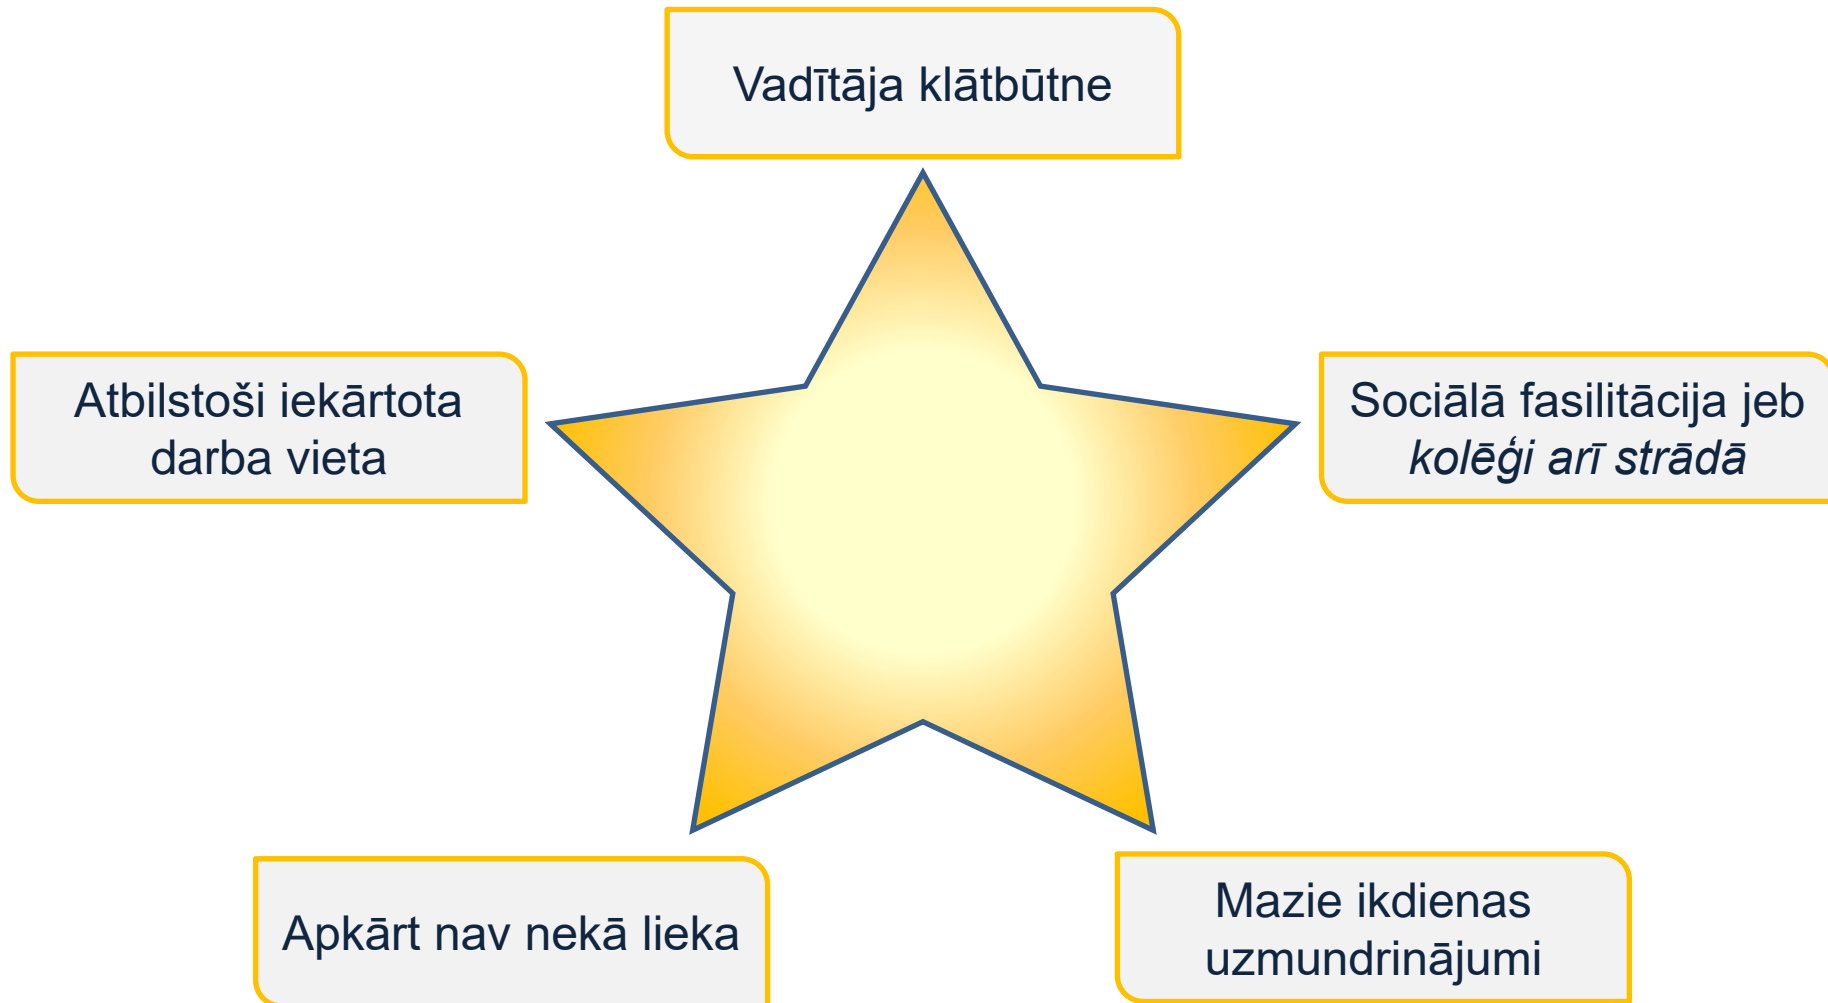 Vadītāja klātbūtne
Atbilstoši iekārtota
darba vieta
Sociālā fasilitācija jeb
kolēģi arī strādā
Apkārt nav nekā lieka
Mazie ikdienas
uzmundrinājumi